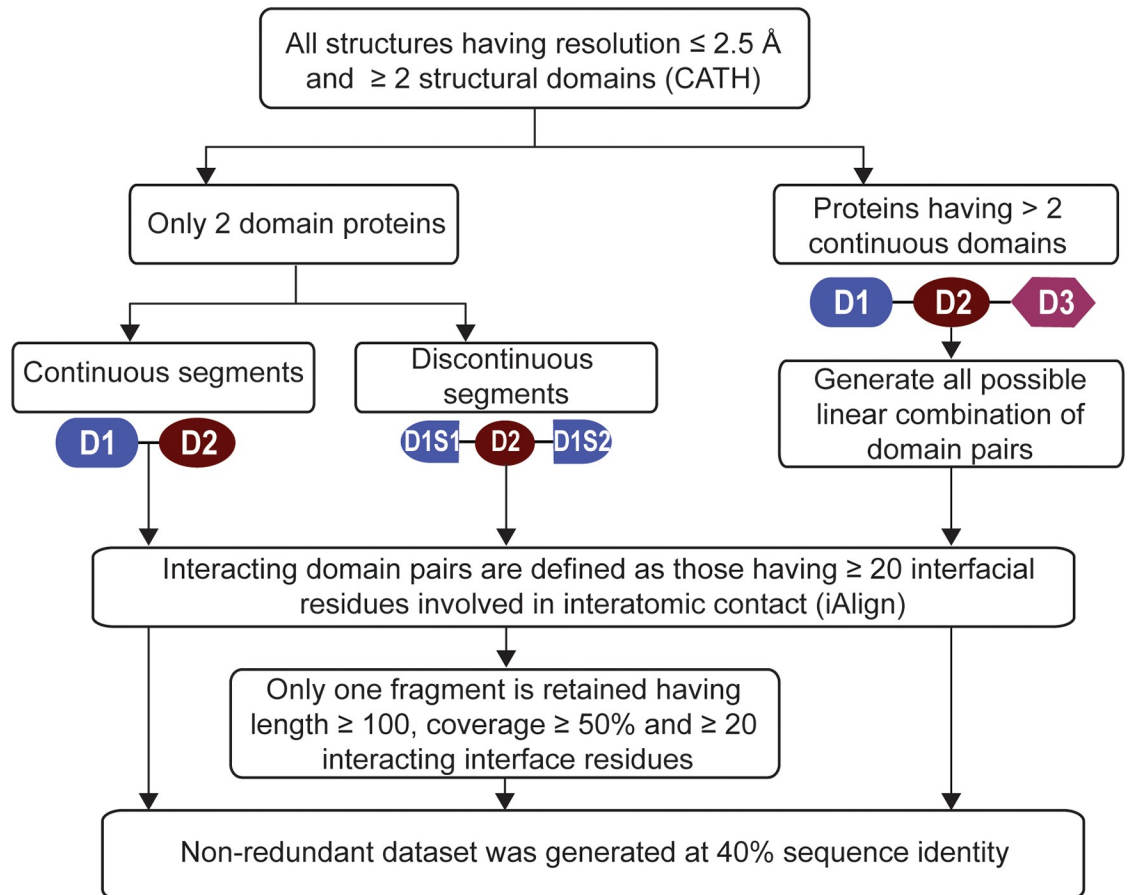 All structures having resolution ≤ 2.5 Å
and ≥ 2 structural domains (CATH)
Only 2 domain proteins
Proteins having > 2
continuous domains
D1
D2
D3
Continuous segments
Discontinuous
segments
Generate all possible
linear combination of
domain pairs
D1
D2
D1S1
D2
D1S2
Interacting domain pairs are defined as those having ≥ 20 interfacial
residues involved in interatomic contact (iAlign)
Only one fragment is retained having
length ≥ 100, coverage ≥ 50% and ≥ 20
interacting interface residues
Non-redundant dataset was generated at 40% sequence identity